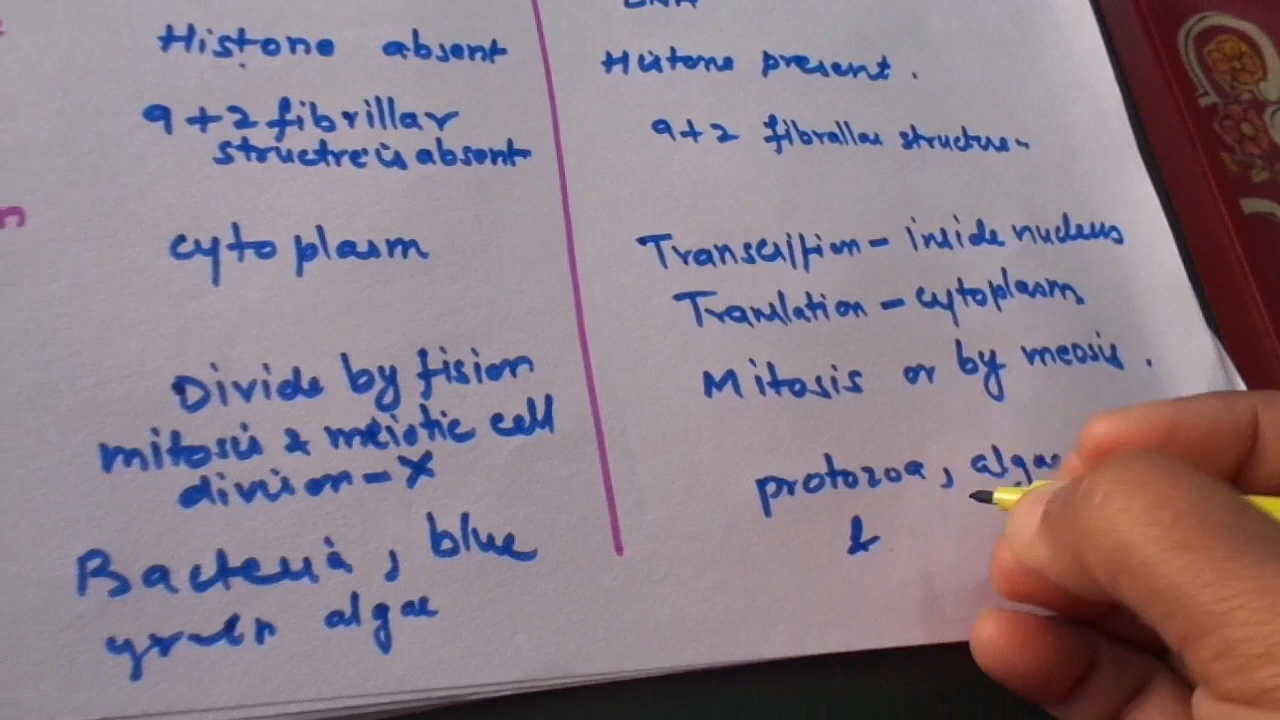 DNA
Histone absent
Histone present.
9+2 fibrillar
structre is absent
9+2 fibrallar structure-
cytoplasm
Transcription - inside nucleus
Translation - cytoplasm
Divide by fision
mitosis & meiotic cell
division - X
Mitosis or by meosis.
Bacteria, blue
green algae
protozoa, algae
&